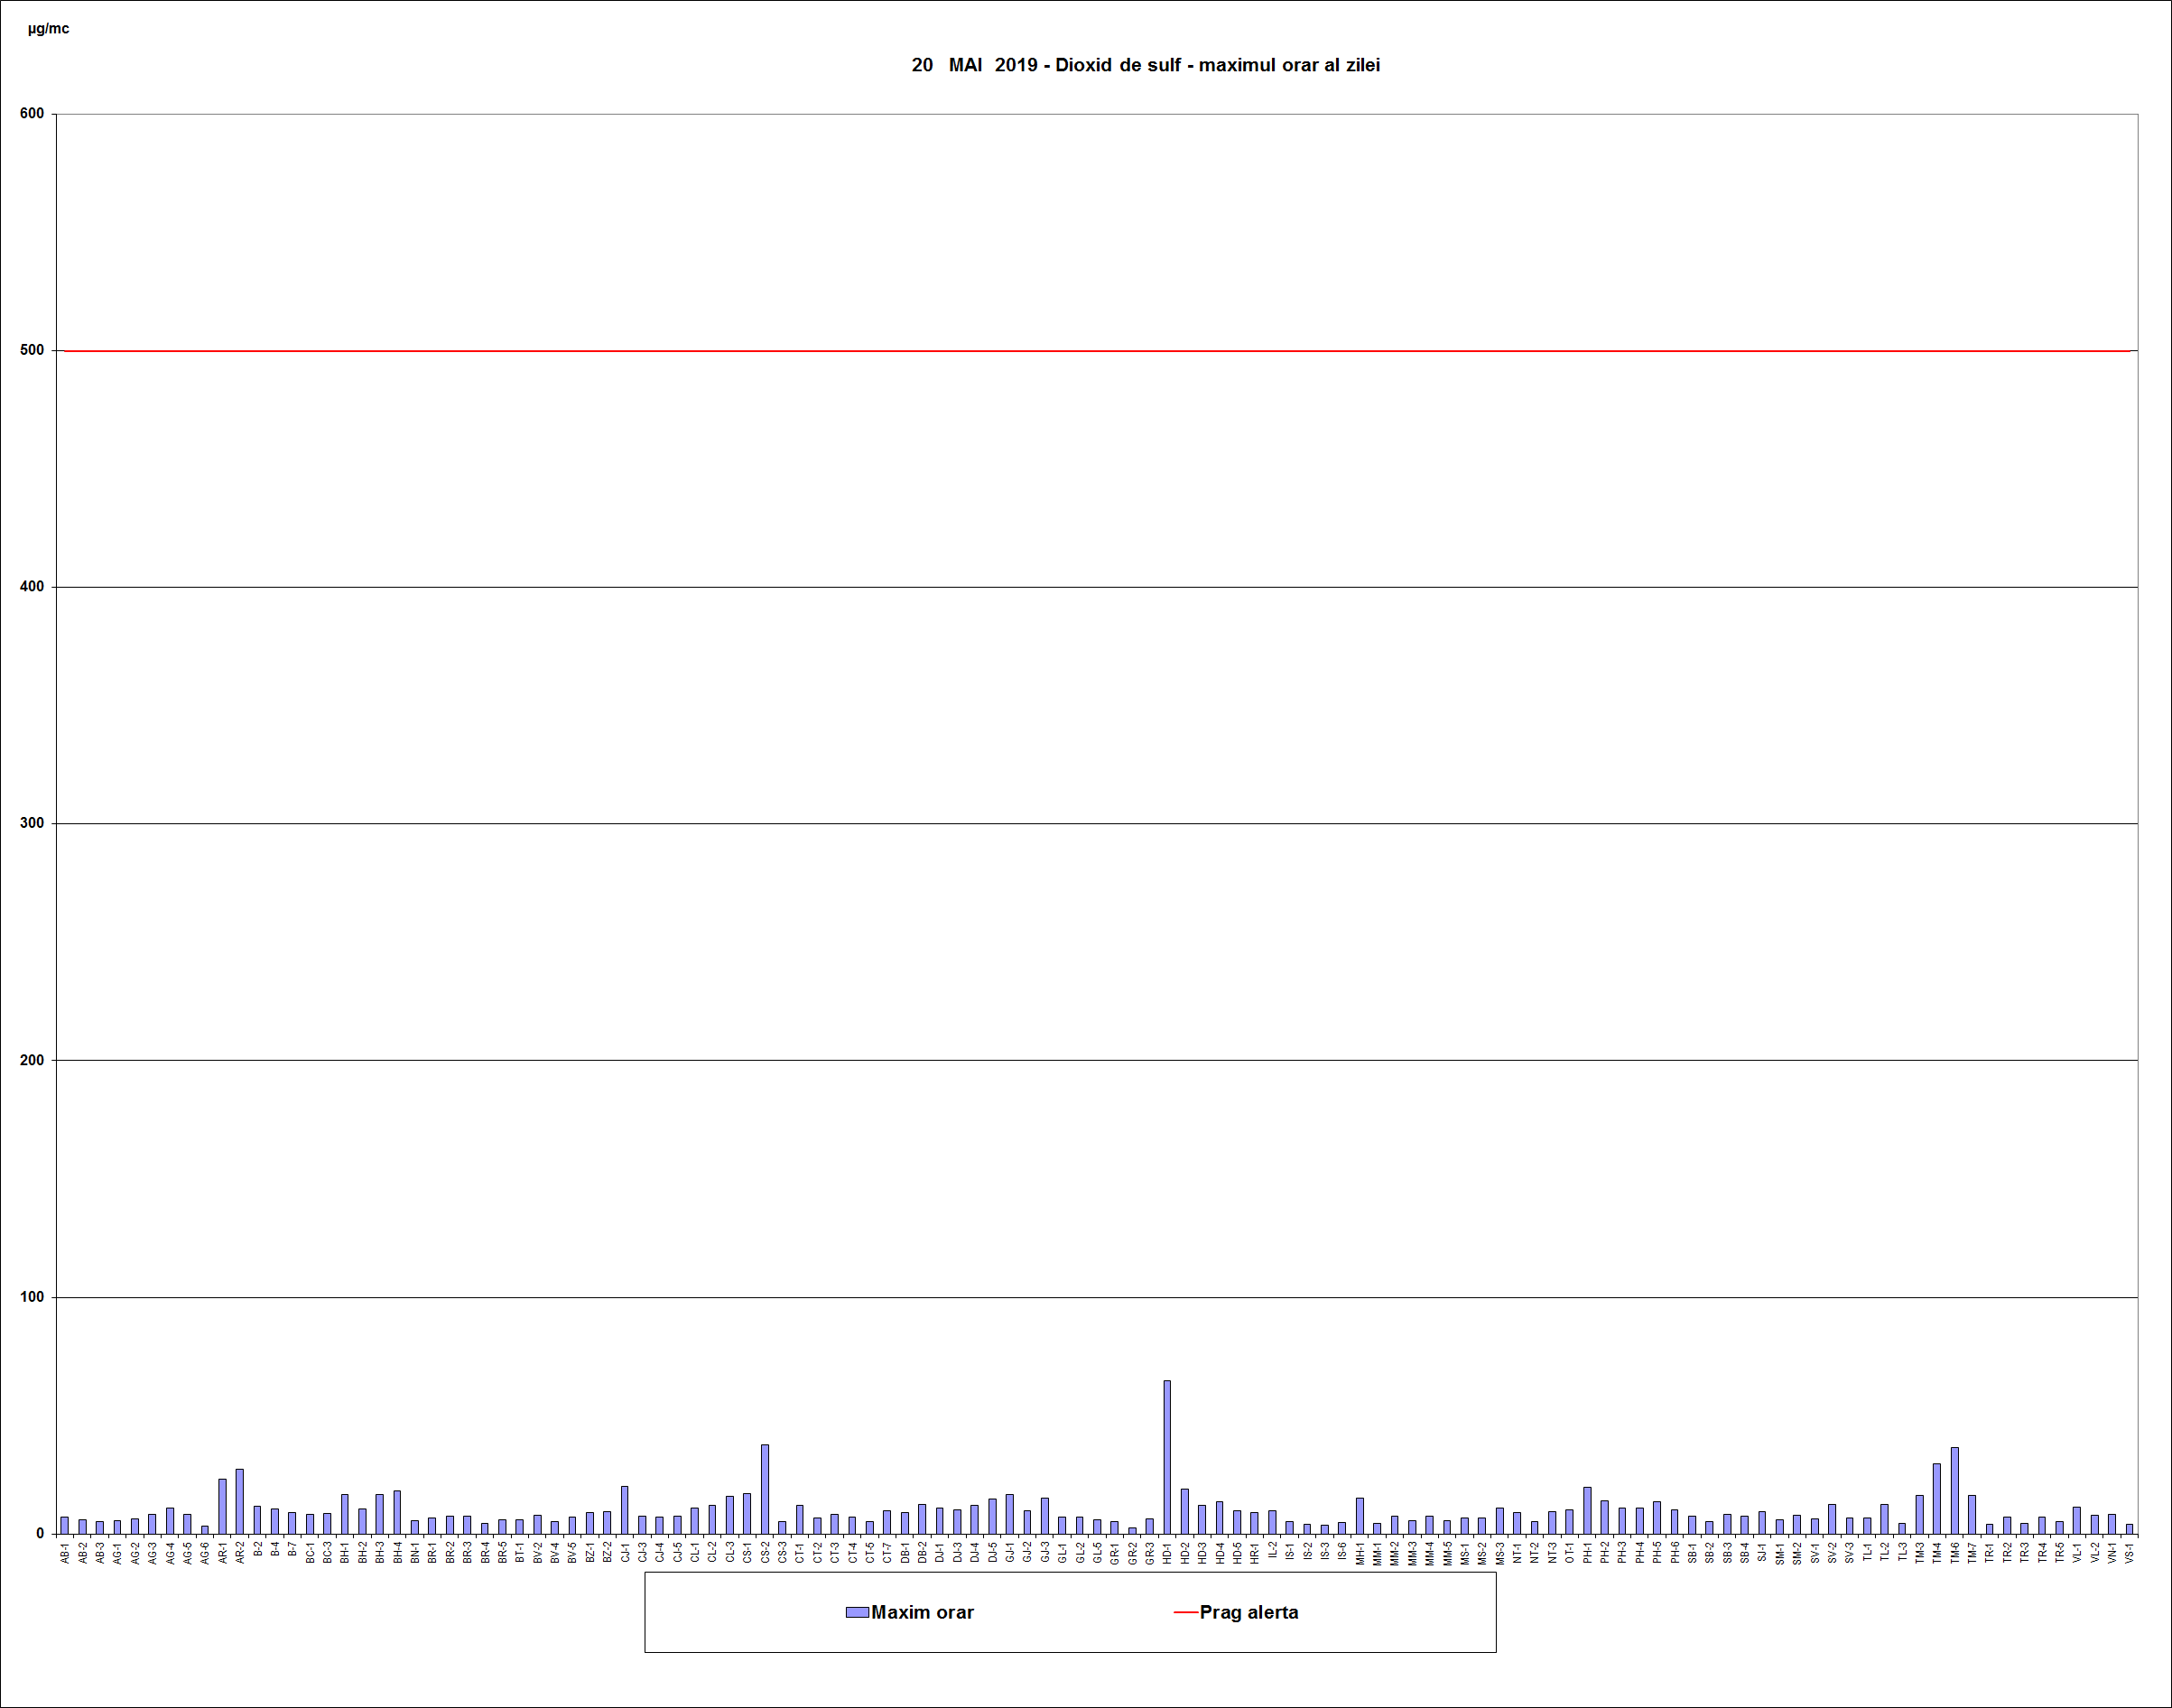 µg/mc
20 MAI 2019 - Dioxid de sulf - maximul orar al zilei
600
500
400
300
200
100
0
AB-1 AB-2 AB-3 AG-1 AG-2 AG-3 AG-4 AG-5 AG-6 AR-1 AR-2 B-2 B-4 B-7 BC-1 BC-3 BH-1 BH-2 BH-3 BH-4 BN-1 BR-1 BR-2 BR-3 BR-4 BR-5 BT-1 BV-2 BV-4 BV-5 BZ-1 BZ-2 CJ-1 CJ-3 CJ-4 CJ-5 CL-1 CL-2 CL-3 CS-1 CS-2 CS-3 CT-1 CT-2 CT-3 CT-4 CT-5 CT-7 DB-1 DB-2 DJ-1 DJ-3 DJ-4 DJ-5 GJ-1 GJ-2 GJ-3 GL-1 GL-2 GL-5 GR-1 GR-2 GR-3 HD-1 HD-2 HD-3 HD-4 HD-5 HR-1 IL-2 IS-1 IS-2 IS-3 IS-6 MH-1 MM-1 MM-2 MM-3 MM-4 MM-5 MS-1 MS-2 MS-3 NT-1 NT-2 NT-3 OT-1 PH-1 PH-2 PH-3 PH-4 PH-5 PH-6 SB-1 SB-2 SB-3 SB-4 SJ-1 SM-1 SM-2 SV-1 SV-2 SV-3 TL-1 TL-2 TL-3 TM-3 TM-4 TM-6 TM-7 TR-1 TR-2 TR-3 TR-4 TR-5 VL-1 VL-2 VN-1 VS-1
Maxim orar Prag alerta